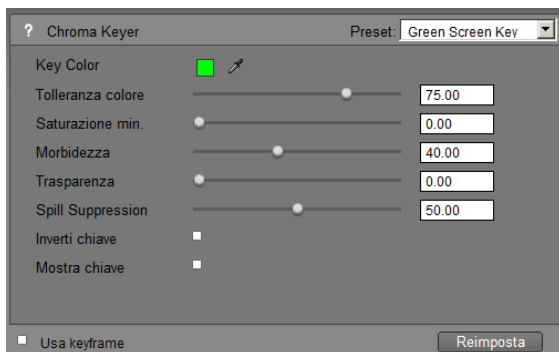 ? Chroma Keyer Preset: Green Screen Key
Key Color
Tolleranza colore 75.00
Saturazione min. 0.00
Morbidezza 40.00
Trasparenza 0.00
Spill Suppression 50.00
Inverti chiave
Mostra chiave
Usa keyframe Reimposta